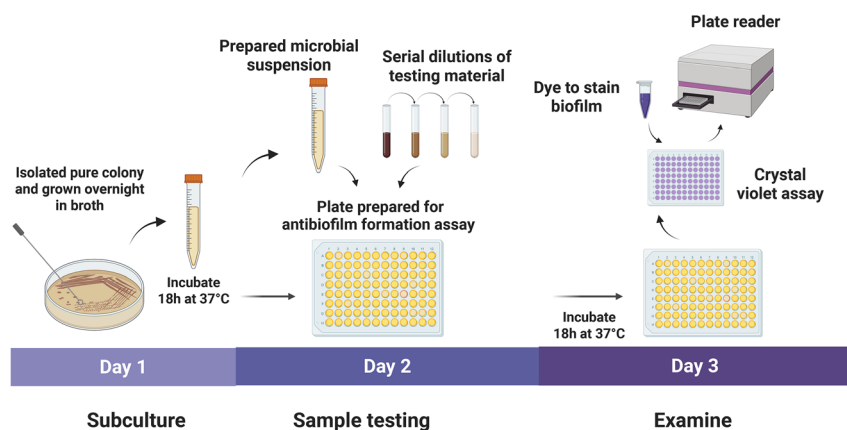 Isolated pure colony
and grown overnight
in broth
Incubate
18h at 37°C
Prepared microbial
suspension
Serial dilutions of
testing material
Plate prepared for
antibiofilm formation assay
Incubate
18h at 37°C
Dye to stain
biofilm
Plate reader
Crystal
violet assay
Day 1
Day 2
Day 3
Subculture
Sample testing
Examine